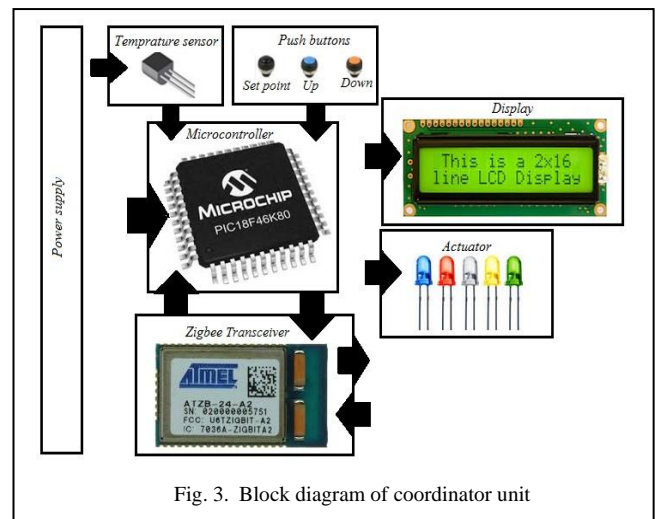 Temprature sensor
Push buttons
Set point
Up
Down
Power supply
Microcontroller
MICROCHIP
PIC18F46K80
Display
This is a 2x16
line LCD Display
Actuator
Zigbee Transceiver
ATMEL
ATZB-24-A2
SN: 020000005751
FCC: U6TZIGBIT-A2
IC: 7036A-ZIGBITA2
Fig. 3. Block diagram of coordinator unit